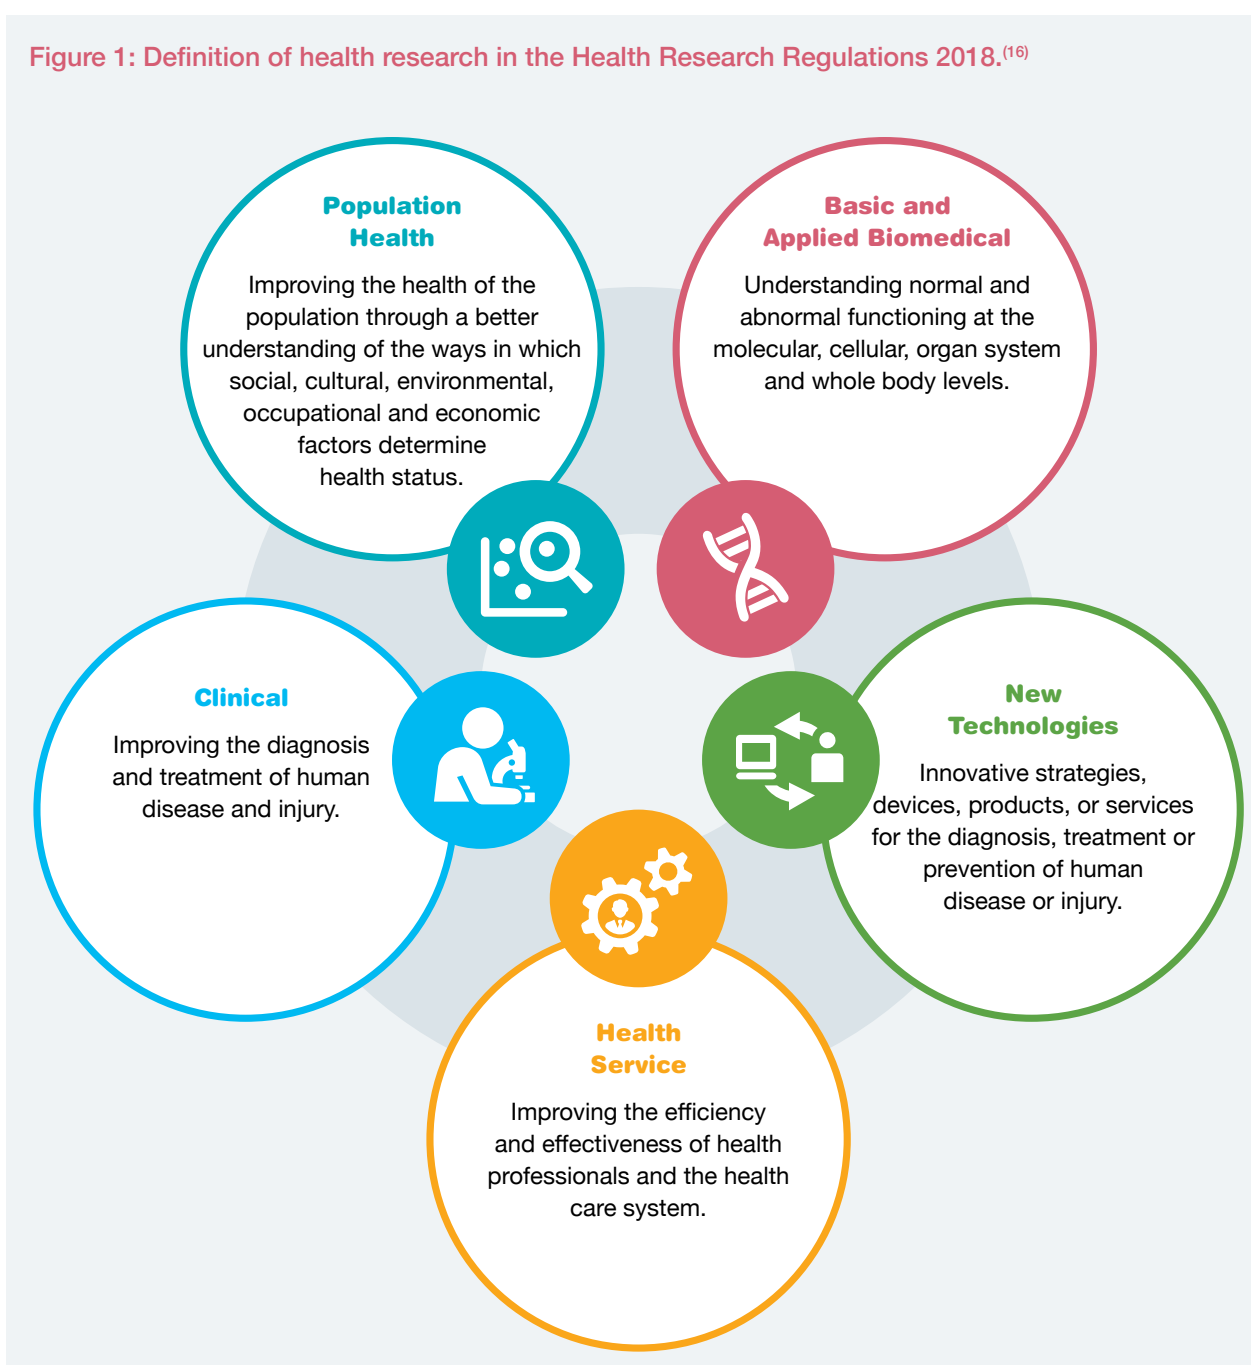 Figure 1: Definition of health research in the Health Research Regulations 2018.(16)
Population
Health
Improving the health of the
population through a better
understanding of the ways in which
social, cultural, environmental,
occupational and economic
factors determine
health status.
Basic and
Applied Biomedical
Understanding normal and
abnormal functioning at the
molecular, cellular, organ system
and whole body levels.
Clinical
Improving the diagnosis
and treatment of human
disease and injury.
New
Technologies
Innovative strategies,
devices, products, or services
for the diagnosis, treatment or
prevention of human
disease or injury.
Health
Service
Improving the efficiency
and effectiveness of health
professionals and the health
care system.